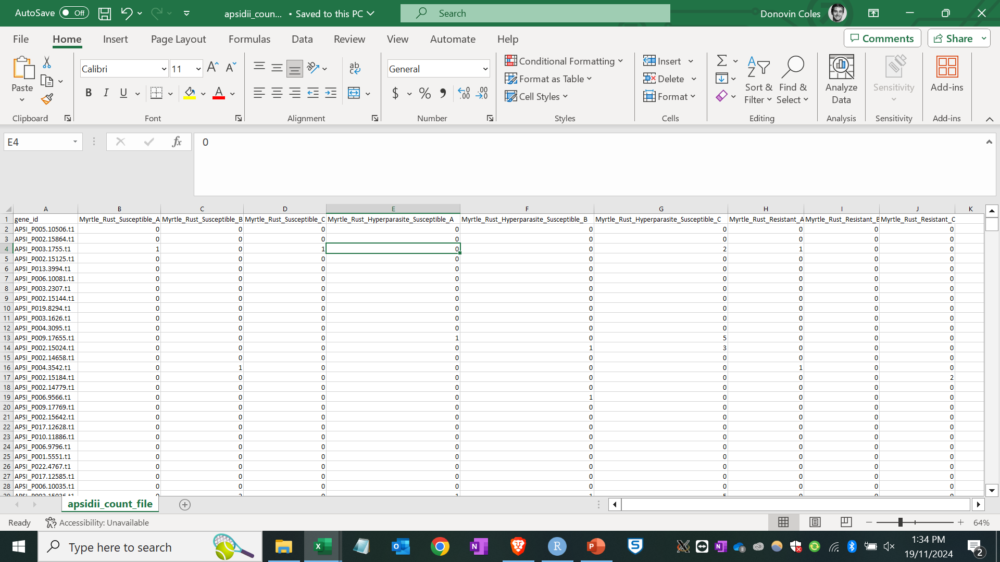 AutoSave Off apsidii_coun... • Saved to this PC Search Donovin Coles
File Home Insert Page Layout Formulas Data Review View Automate Help Comments Share
Paste Calibri 11 General Conditional Formatting Format as Table Cell Styles Insert Delete Format Sort & Filter Find & Select Analyze Data Sensitivity Add-ins
Clipboard Font Alignment Number Styles Cells Editing Analysis Sensitivity Add-ins
E4 fx 0
A B C D E F G H I J K
1 gene_id Myrtle_Rust_Susceptible_A Myrtle_Rust_Susceptible_B Myrtle_Rust_Susceptible_C Myrtle_Rust_Hyperparasite_Susceptible_A Myrtle_Rust_Hyperparasite_Susceptible_B Myrtle_Rust_Hyperparasite_Susceptible_C Myrtle_Rust_Resistant_A Myrtle_Rust_Resistant_B Myrtle_Rust_Resistant_C
2 APSI_P005.10506.t1 0 0 0 0 0 0 0 0 0
3 APSI_P002.15864.t1 0 0 0 0 0 0 0 0 0
4 APSI_P003.1755.t1 1 0 1 0 0 2 1 0 0
5 APSI_P002.15125.t1 0 0 0 0 0 0 0 0 0
6 APSI_P013.3994.t1 0 0 0 0 0 0 0 0 0
7 APSI_P006.10081.t1 0 0 0 0 0 0 0 0 0
8 APSI_P003.2307.t1 0 0 0 0 0 0 0 0 0
9 APSI_P002.15144.t1 0 0 0 0 0 0 0 0 0
10 APSI_P019.8294.t1 0 0 0 0 0 0 0 0 0
11 APSI_P003.1626.t1 0 0 0 0 0 0 0 0 0
12 APSI_P004.3095.t1 0 0 0 0 0 0 0 0 0
13 APSI_P009.17655.t1 0 0 0 1 0 5 0 0 0
14 APSI_P002.15024.t1 0 0 0 0 1 3 0 0 0
15 APSI_P002.14658.t1 0 0 0 0 0 0 0 0 0
16 APSI_P004.3542.t1 0 1 0 0 0 0 1 0 0
17 APSI_P002.15184.t1 0 0 0 0 0 0 0 0 2
18 APSI_P002.14779.t1 0 0 0 0 0 0 0 0 0
19 APSI_P006.9566.t1 0 0 0 0 1 0 0 0 0
20 APSI_P009.17769.t1 0 0 0 0 0 0 0 0 0
21 APSI_P002.15642.t1 0 0 0 0 0 0 0 0 0
22 APSI_P017.12628.t1 0 0 0 0 0 0 0 0 0
23 APSI_P010.11886.t1 0 0 0 0 0 0 0 0 0
24 APSI_P006.9796.t1 0 0 0 0 0 0 0 0 0
25 APSI_P001.5551.t1 0 0 0 0 0 0 0 0 0
26 APSI_P022.4767.t1 0 0 0 0 0 0 0 0 0
27 APSI_P017.12585.t1 0 0 0 0 0 0 0 0 0
28 APSI_P006.10035.t1 0 0 0 0 0 0 0 0 0
apsidii_count_file
Ready Accessibility: Unavailable 64%
Type here to search 1:34 PM
19/11/2024 2